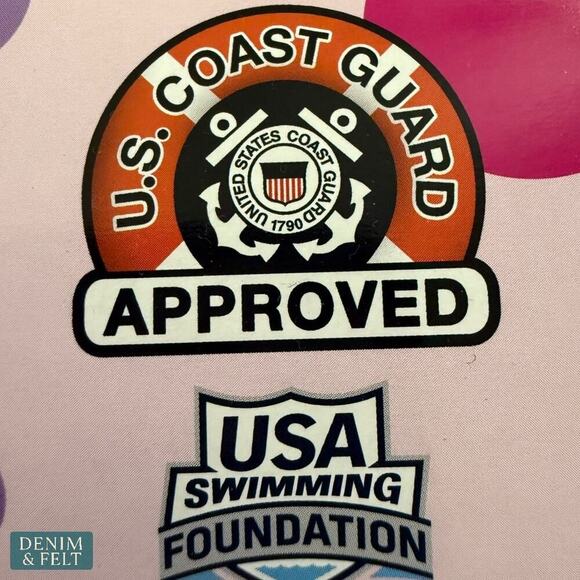 U.S. COAST GUARD
UNITED STATES COAST GUARD
1790
APPROVED
USA
SWIMMING
FOUNDATION
DENIM
& FELT